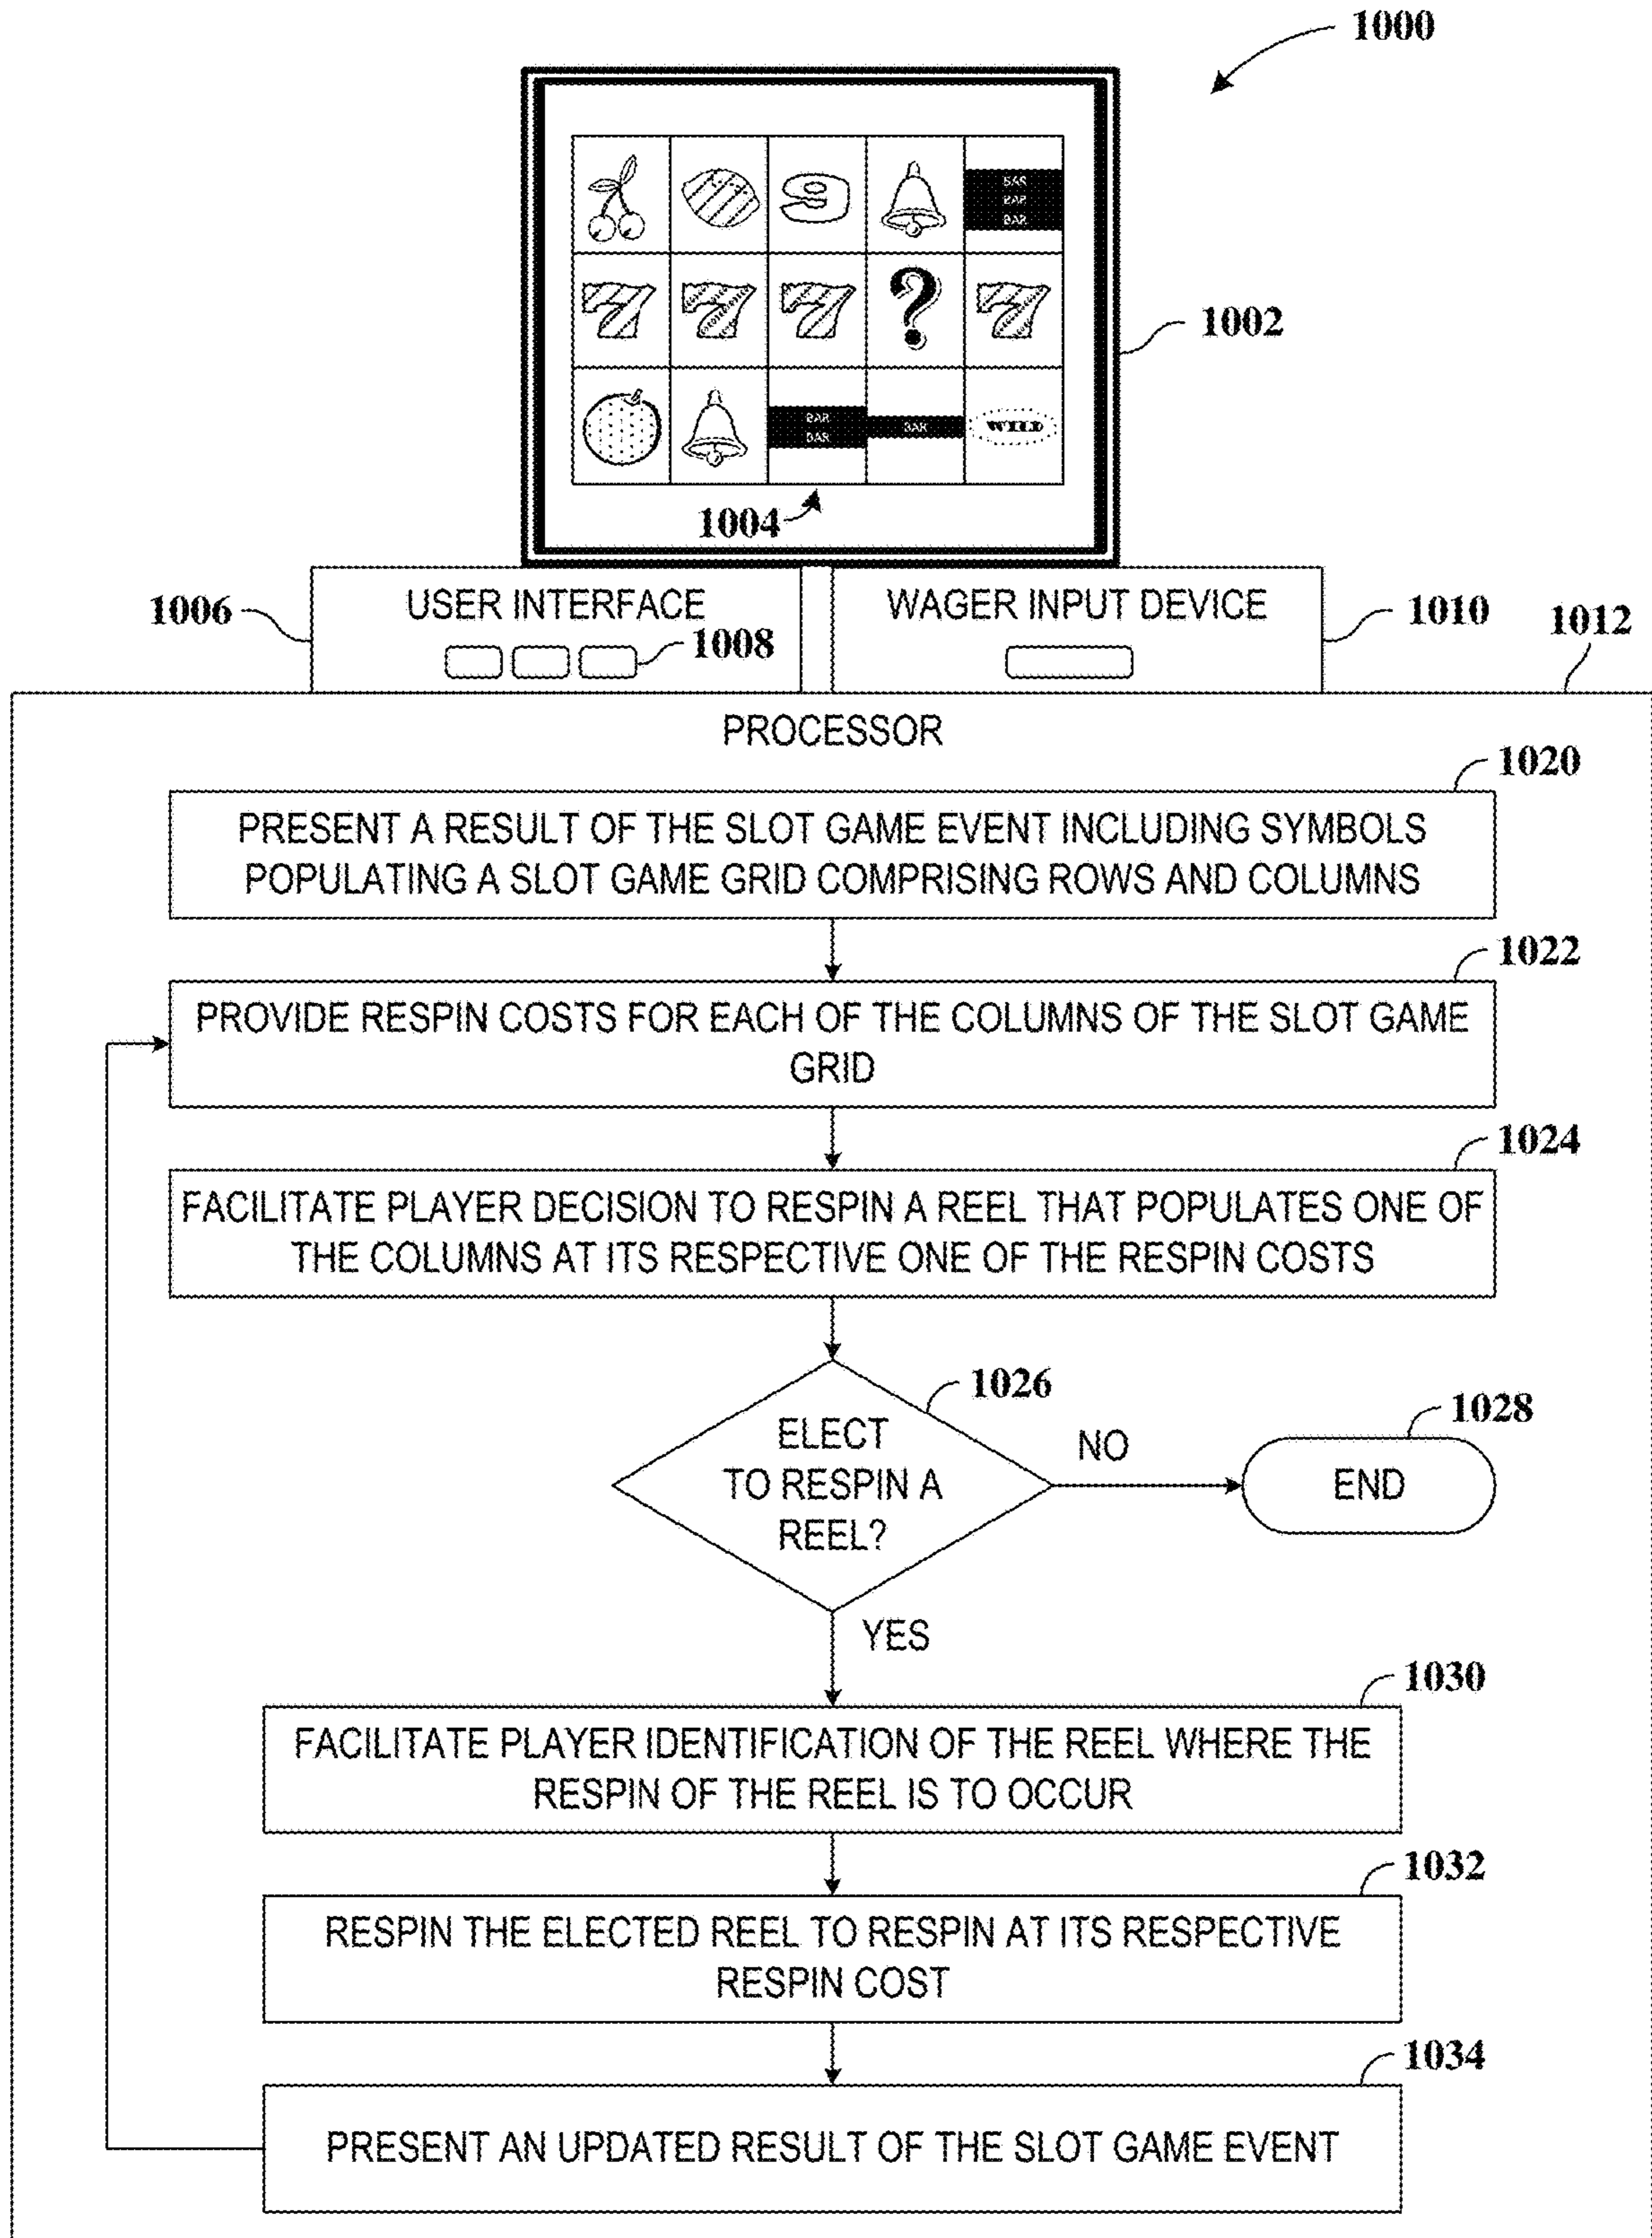 1000
BAR
BAR
BAR
7 7 7 ? 7
1002
BAR
BAR
BAR
WILD
1004
1006
USER INTERFACE
1008
WAGER INPUT DEVICE
1010
1012
PROCESSOR
1020
PRESENT A RESULT OF THE SLOT GAME EVENT INCLUDING SYMBOLS
POPULATING A SLOT GAME GRID COMPRISING ROWS AND COLUMNS
1022
PROVIDE RESPIN COSTS FOR EACH OF THE COLUMNS OF THE SLOT GAME
GRID
1024
FACILITATE PLAYER DECISION TO RESPIN A REEL THAT POPULATES ONE OF
THE COLUMNS AT ITS RESPECTIVE ONE OF THE RESPIN COSTS
1026
ELECT
TO RESPIN A
REEL?
NO
1028
END
YES
1030
FACILITATE PLAYER IDENTIFICATION OF THE REEL WHERE THE
RESPIN OF THE REEL IS TO OCCUR
1032
RESPIN THE ELECTED REEL TO RESPIN AT ITS RESPECTIVE
RESPIN COST
1034
PRESENT AN UPDATED RESULT OF THE SLOT GAME EVENT